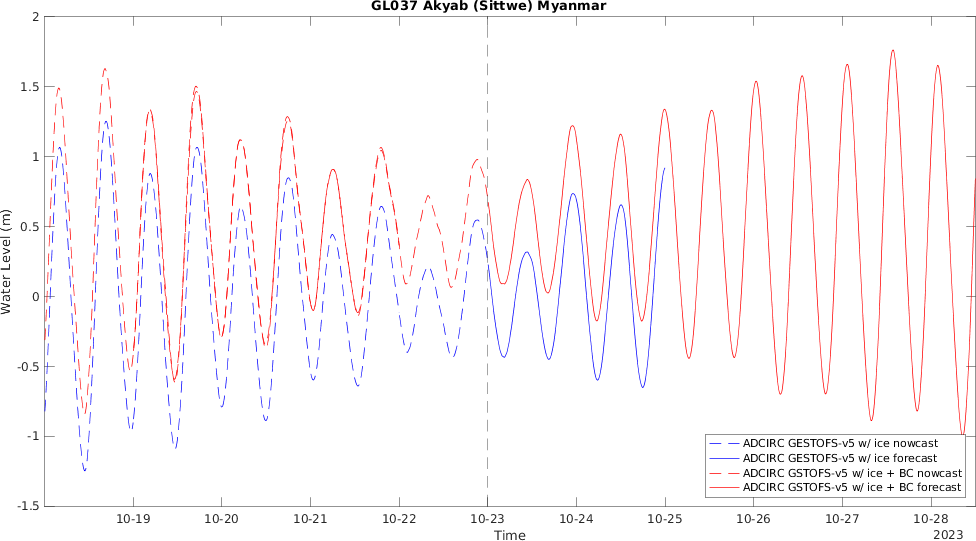 GL037 Akyab (Sittwe) Myanmar
2
1.5
1
0.5
0
-0.5
-1
-1.5
Water Level (m)
10-19
10-20
10-21
10-22
10-23
10-24
10-25
10-26
10-27
10-28
Time
2023
ADCIRC GESTOFS-v5 w/ ice nowcast
ADCIRC GESTOFS-v5 w/ ice forecast
ADCIRC GSTOFS-v5 w/ ice + BC nowcast
ADCIRC GSTOFS-v5 w/ ice + BC forecast